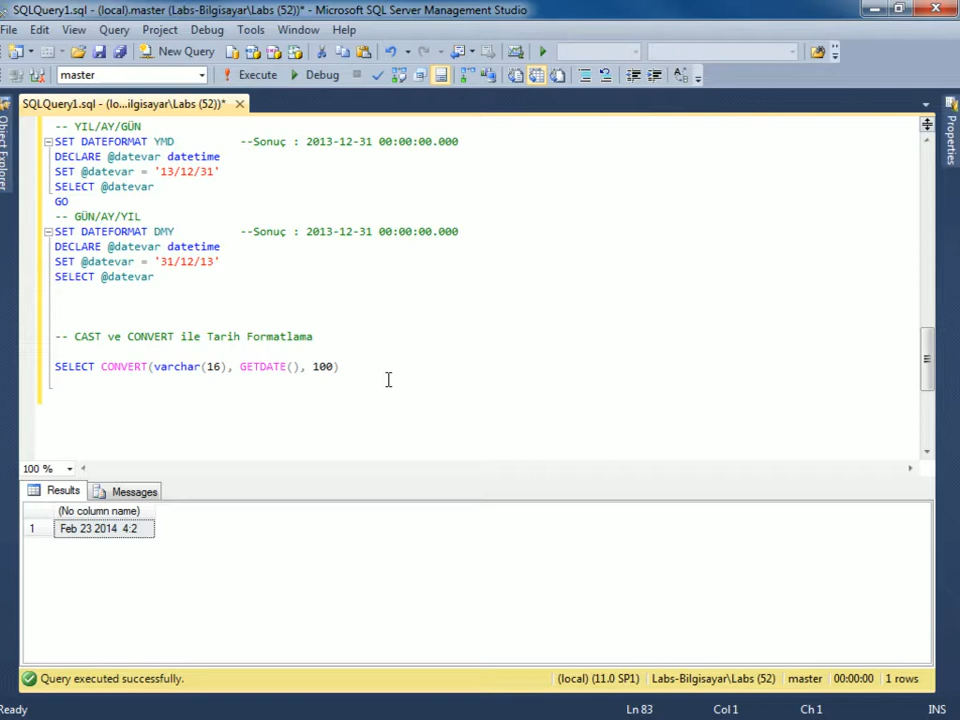 SQLQuery1.sql - (local).master (Labs-Bilgisayar\Labs (52))* - Microsoft SQL Server Management Studio
File Edit View Query Project Debug Tools Window Help
New Query
master Execute Debug
SQLQuery1.sql - (lo...ilgisayar\Labs (52))*
Object Explorer
Properties
-- YIL/AY/GÜN
SET DATEFORMAT YMD --Sonuç : 2013-12-31 00:00:00.000
DECLARE @datevar datetime
SET @datevar = '13/12/31'
SELECT @datevar
GO
-- GÜN/AY/YIL
SET DATEFORMAT DMY --Sonuç : 2013-12-31 00:00:00.000
DECLARE @datevar datetime
SET @datevar = '31/12/13'
SELECT @datevar
-- CAST ve CONVERT ile Tarih Formatlama
SELECT CONVERT(varchar(16), GETDATE(), 100)
100 %
Results Messages
(No column name)
1 Feb 23 2014 4:2
Query executed successfully. (local) (11.0 SP1) Labs-Bilgisayar\Labs (52) master 00:00:00 1 rows
Ready Ln 83 Col 1 Ch 1 INS